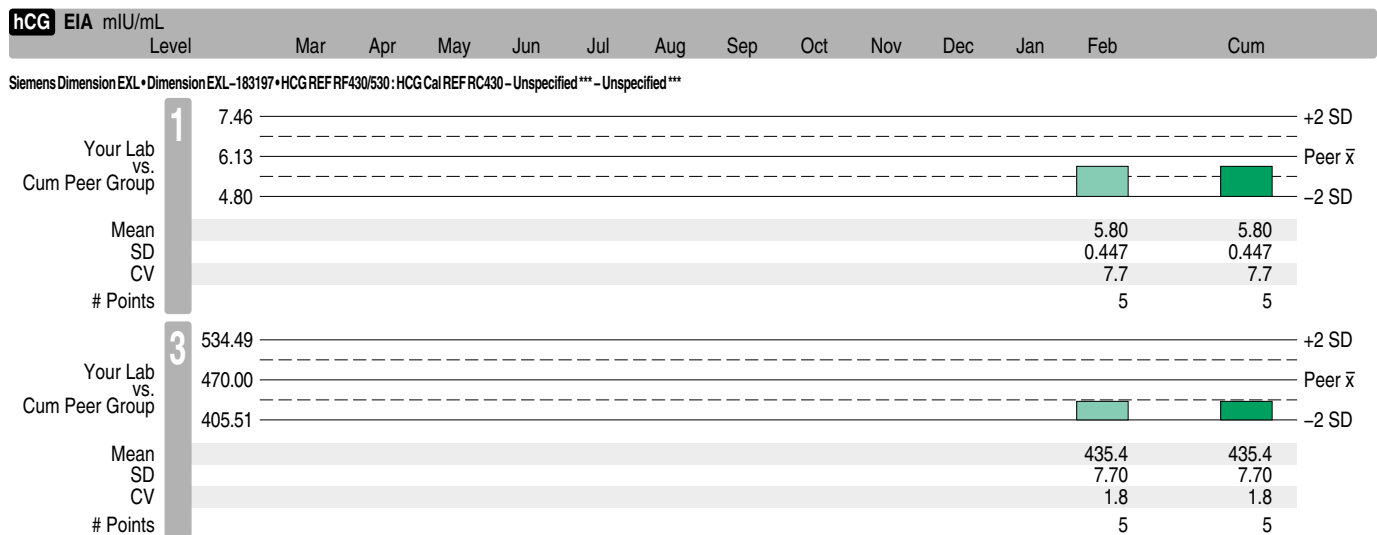 hCG EIA mIU/mL
Level Mar Apr May Jun Jul Aug Sep Oct Nov Dec Jan Feb Cum
Siemens Dimension EXL • Dimension EXL–183197 • HCG REF RF430/530 : HCG Cal REF RC430 – Unspecified *** – Unspecified ***
1
7.46 +2 SD
Your Lab
vs.
Cum Peer Group
6.13 Peer x̅
4.80 −2 SD
Mean 5.80 5.80
SD 0.447 0.447
CV 7.7 7.7
# Points 5 5
3
534.49 +2 SD
Your Lab
vs.
Cum Peer Group
470.00 Peer x̅
405.51 −2 SD
Mean 435.4 435.4
SD 7.70 7.70
CV 1.8 1.8
# Points 5 5